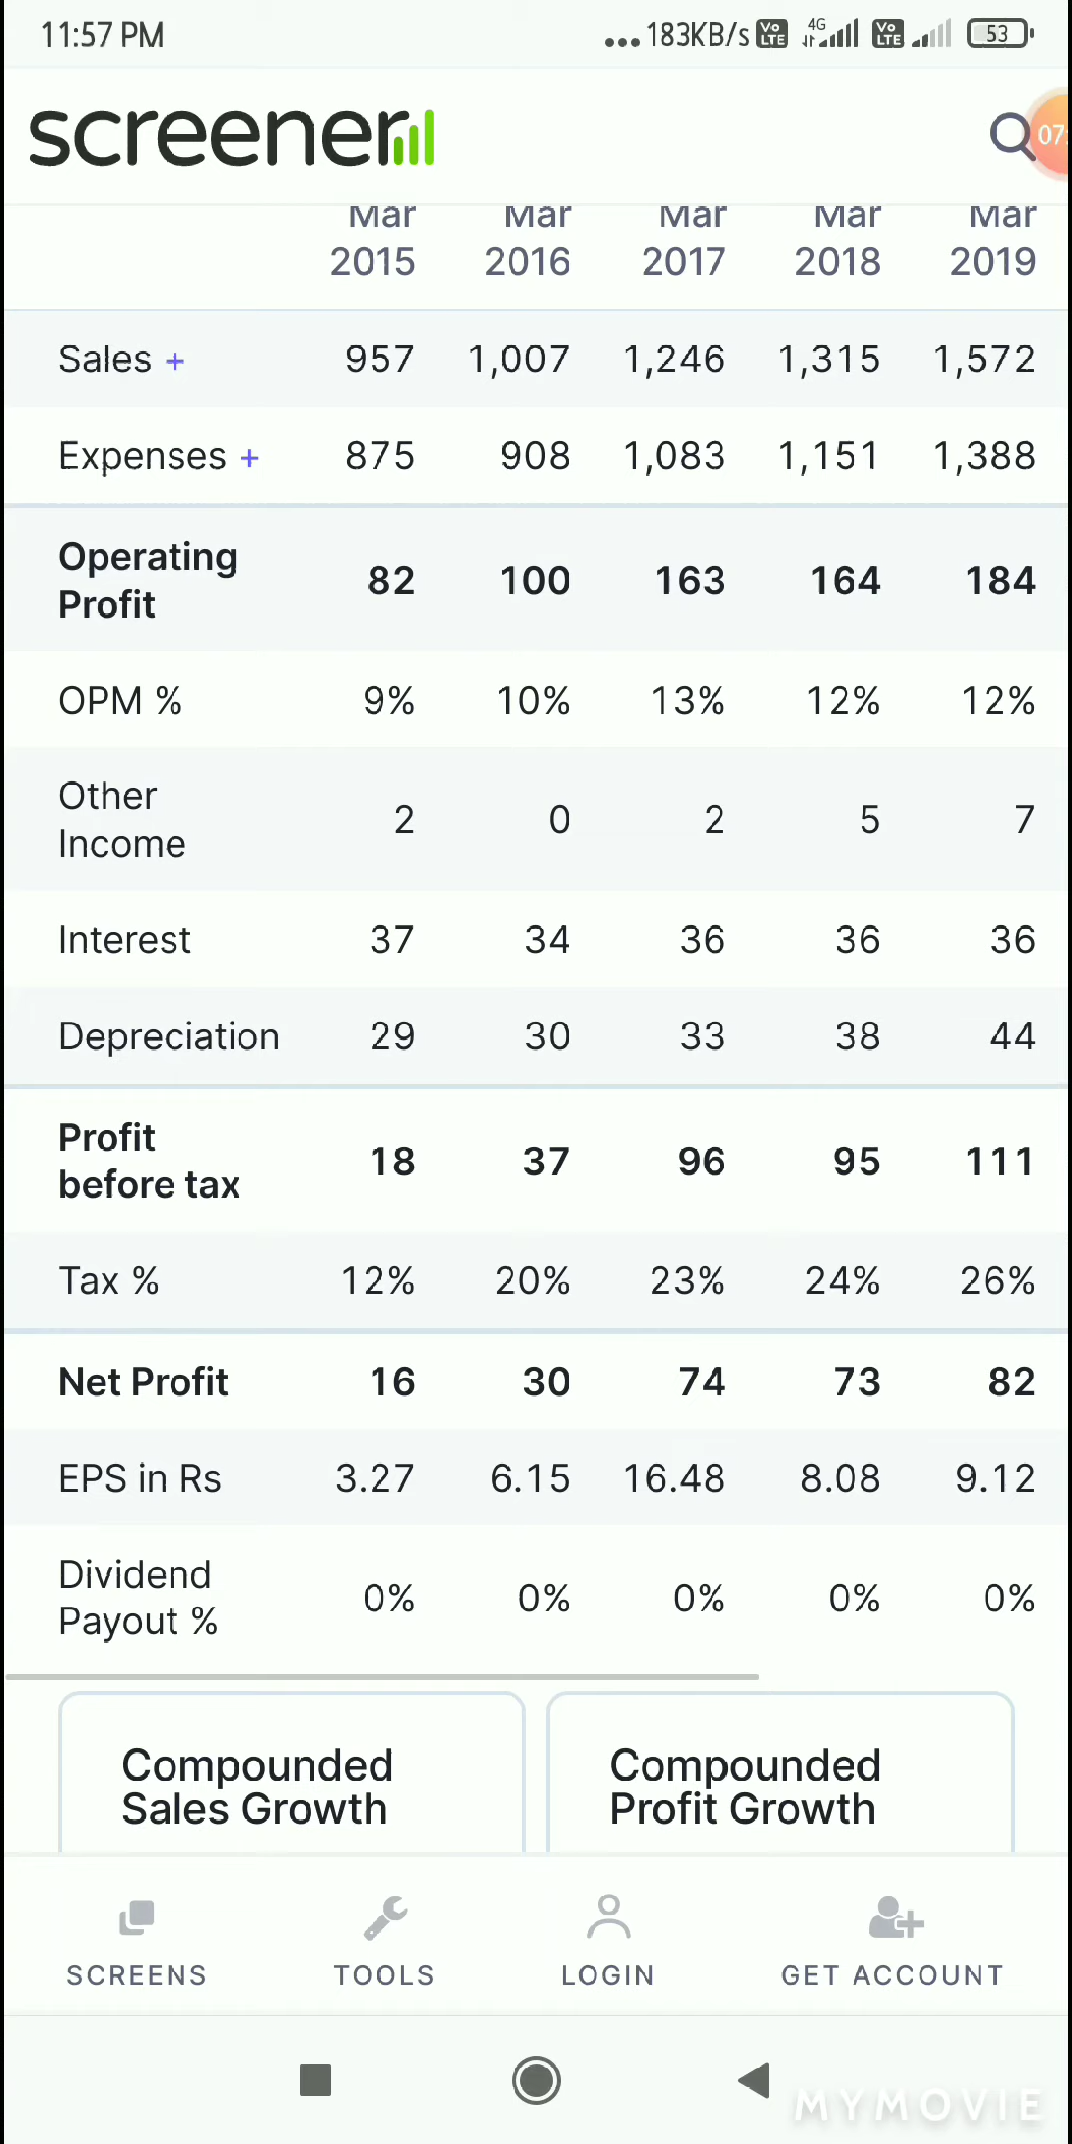 11:57 PM ... 183KB/s Vo LTE 4G Vo LTE 53
screener
07:
Mar Mar Mar Mar Mar
2015 2016 2017 2018 2019
Sales + 957 1,007 1,246 1,315 1,572
Expenses + 875 908 1,083 1,151 1,388
Operating
Profit 82 100 163 164 184
OPM % 9% 10% 13% 12% 12%
Other
Income 2 0 2 5 7
Interest 37 34 36 36 36
Depreciation 29 30 33 38 44
Profit
before tax 18 37 96 95 111
Tax % 12% 20% 23% 24% 26%
Net Profit 16 30 74 73 82
EPS in Rs 3.27 6.15 16.48 8.08 9.12
Dividend
Payout % 0% 0% 0% 0% 0%
Compounded
Sales Growth
Compounded
Profit Growth
SCREENS TOOLS LOGIN GET ACCOUNT
MYMOVIE